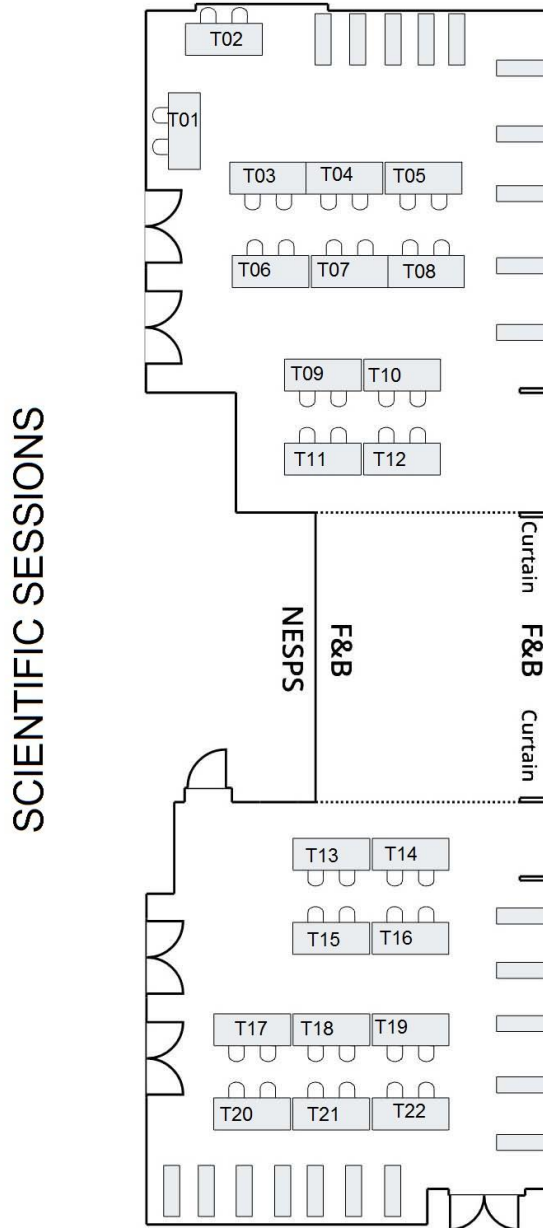 T02
T01
T03 T04 T05
T06 T07 T08
T09 T10
T11 T12
SCIENTIFIC SESSIONS
NESPS
F&B
Curtain
F&B
Curtain
T13 T14
T15 T16
T17 T18 T19
T20 T21 T22